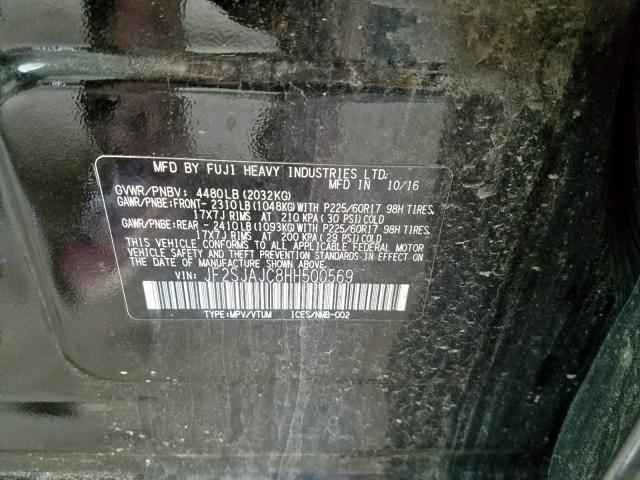 MFD BY FUJI HEAVY INDUSTRIES LTD.
MFD IN 10/16
GVWR/PNBV: 4480LB (2032KG)
GAWR/PNBE:FRONT- 2310LB (1048KG) WITH P225/60R17 98H TIRES,
17X7J RIMS AT 210 KPA (30 PSI) COLD
GAWR/PNBE:REAR - 2410LB (1093KG) WITH P225/60R17 98H TIRES,
17X7J RIMS AT 200 KPA (29 PSI) COLD
THIS VEHICLE CONFORMS TO ALL APPLICABLE FEDERAL MOTOR
VEHICLE SAFETY AND THEFT PREVENTION STANDARDS IN EFFECT ON
THE DATE OF MANUFACTURE SHOWN ABOVE.
VIN: JF2SJAJC8HH500569
TYPE:MPV/VTUM ICES/NMB-002